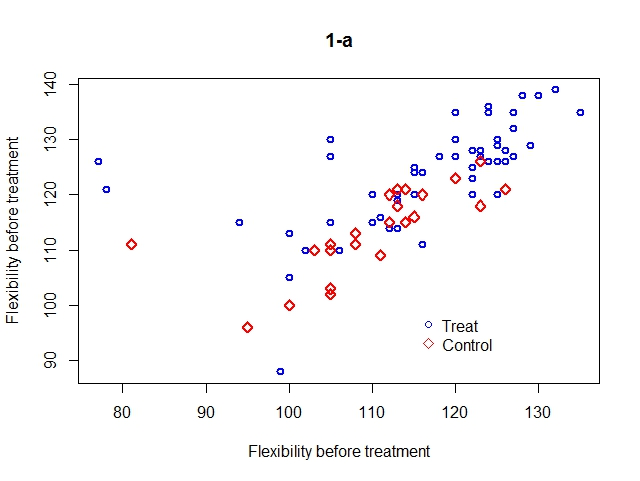 1-a
Flexibility before treatment
140
130
120
110
100
90
Treat
Control
80 90 100 110 120 130
Flexibility before treatment